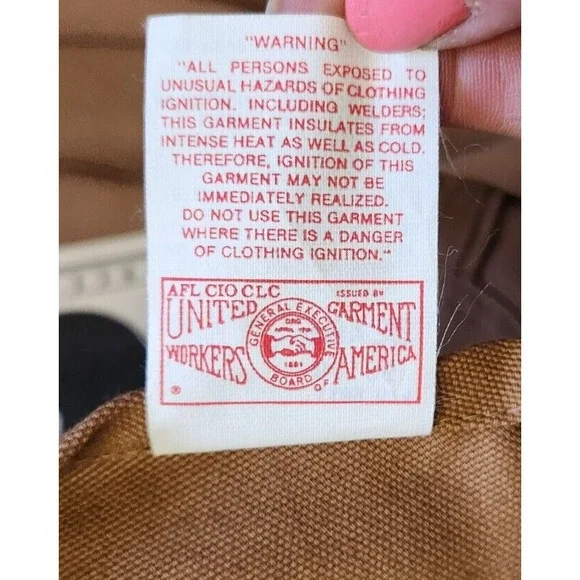 "WARNING"
"ALL PERSONS EXPOSED TO
UNUSUAL HAZARDS OF CLOTHING
IGNITION. INCLUDING WELDERS;
THIS GARMENT INSULATES FROM
INTENSE HEAT AS WELL AS COLD.
THEREFORE, IGNITION OF THIS
GARMENT MAY NOT BE
IMMEDIATELY REALIZED.
DO NOT USE THIS GARMENT
WHERE THERE IS A DANGER
OF CLOTHING IGNITION."
AFL CIO CLC ISSUED BY
UNITED GARMENT
WORKERS OF AMERICA
GENERAL EXECUTIVE
ORG
1891
BOARD
®